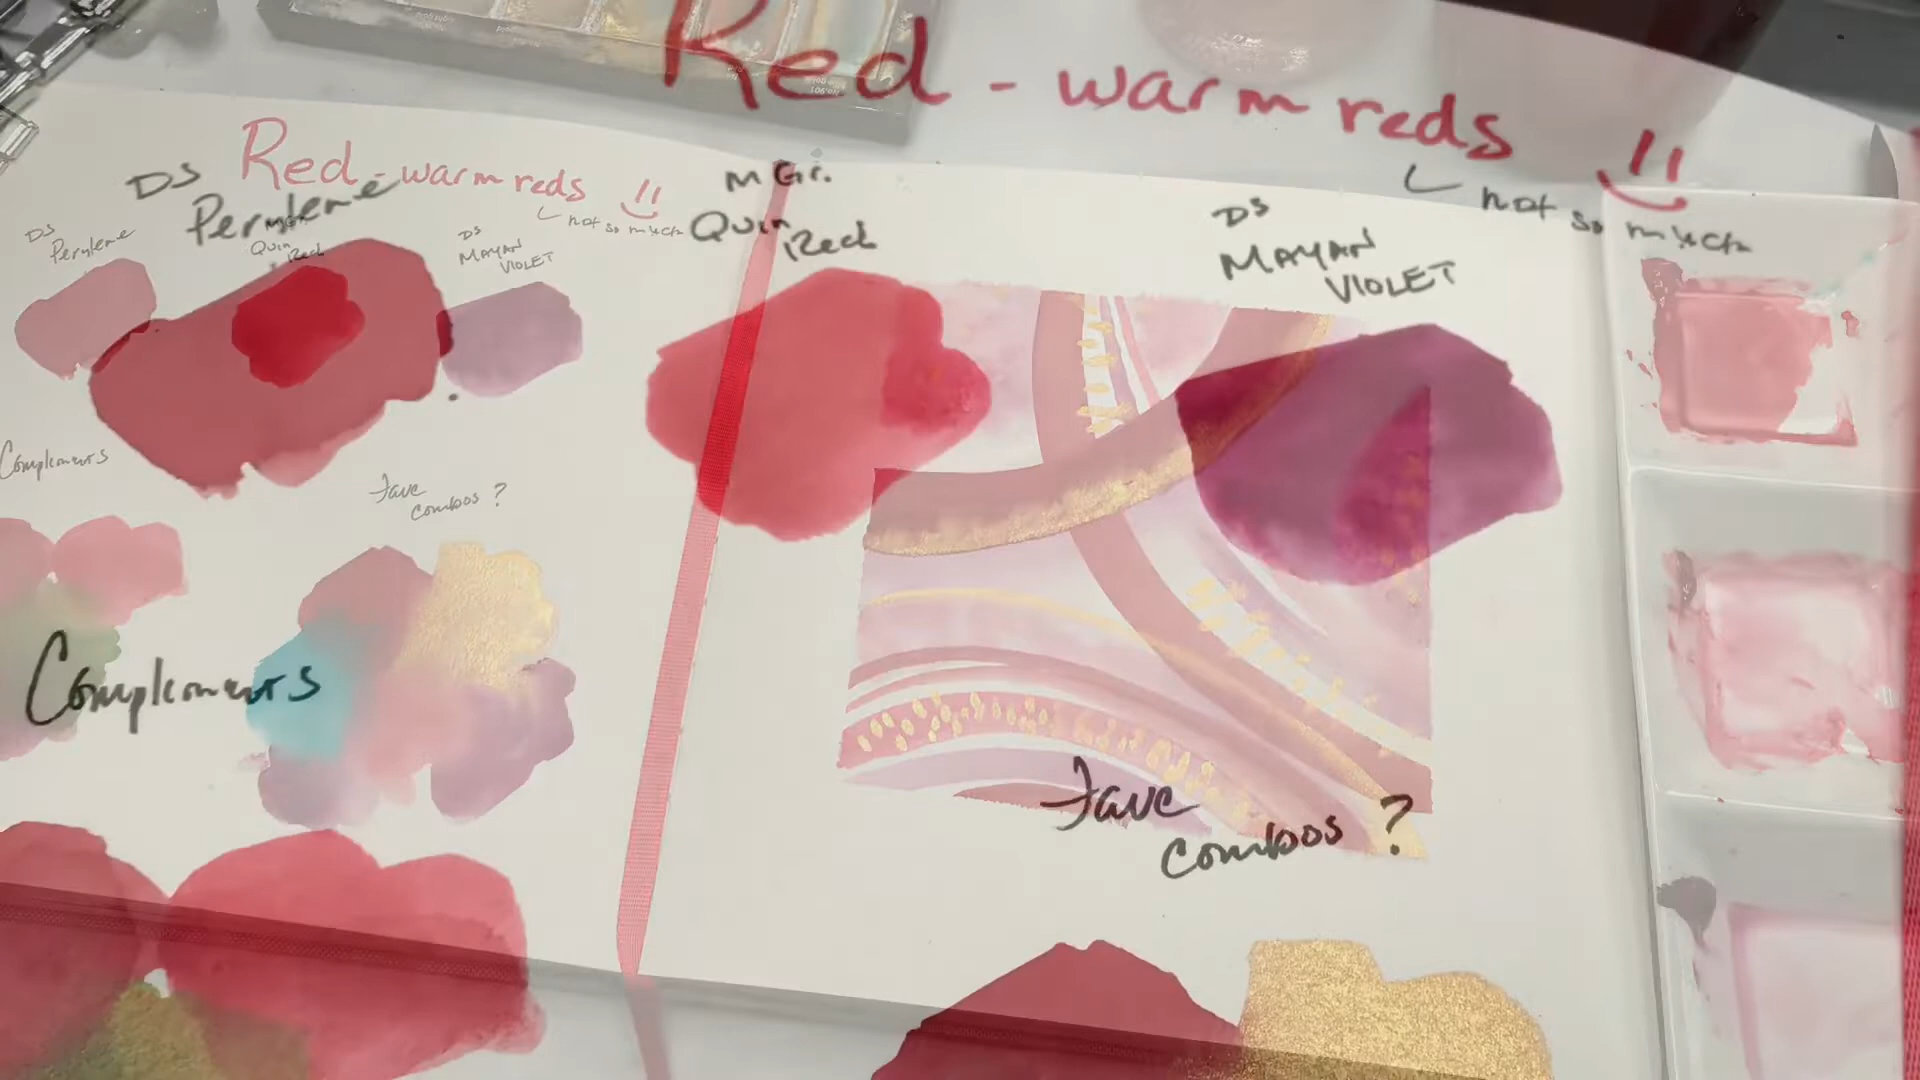 Red - warm reds
not so much
Red - warm reds
not so much
DS
Perylene
M Gr.
Quin
Red
DS
MAYAN
VIOLET
DS
Perylene
Quin
Red
DS
MAYAN
VIOLET
Complements
Fave
combos ?
Complements
Fave
combos ?